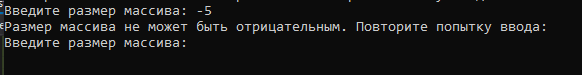 Введите размер массива: -5
Размер массива не может быть отрицательным. Повторите попытку ввода:
Введите размер массива: